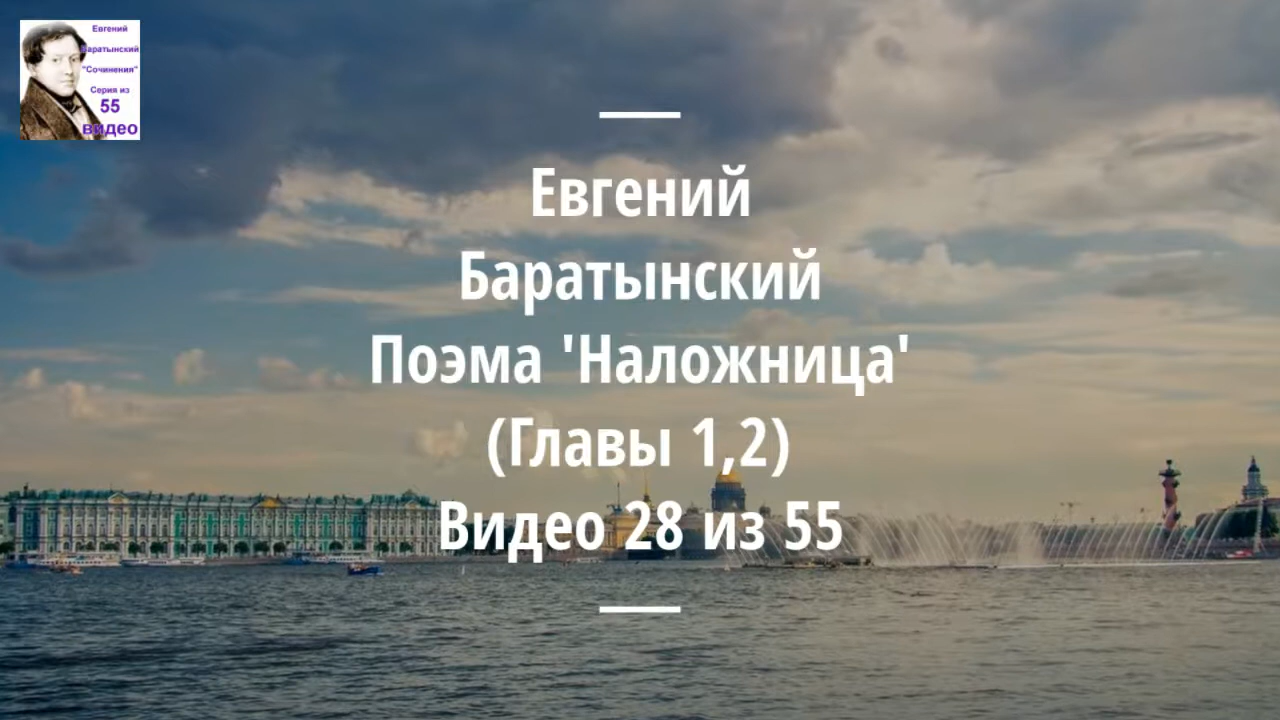 Евгений
Баратынский
"Сочинения"
Серия из
55
видео
Евгений
Баратынский
Поэма 'Наложница'
(Главы 1,2)
Видео 28 из 55